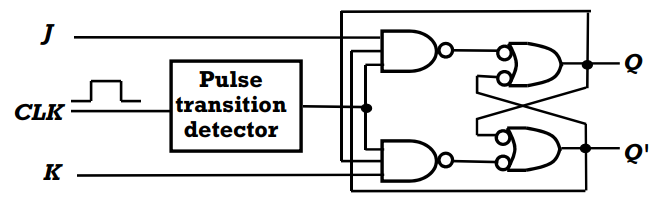 J
Q
Pulse
transition
detector
CLK
Q'
K